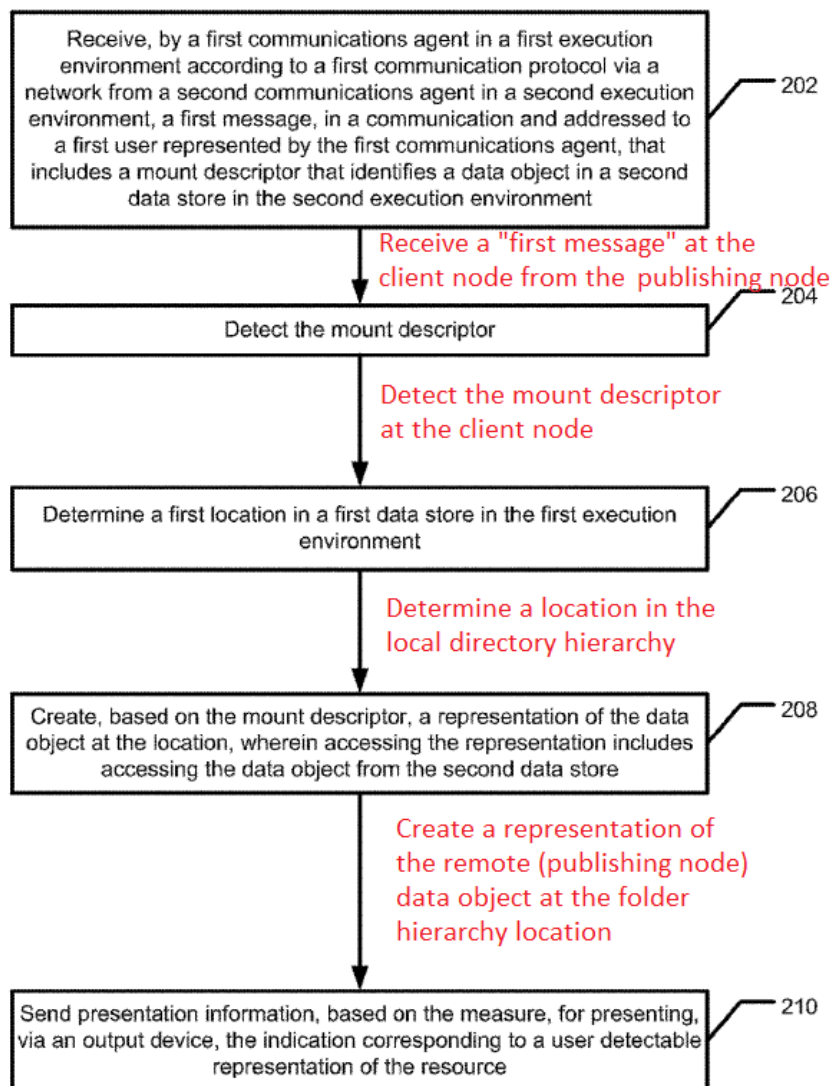 Receive, by a first communications agent in a first execution
environment according to a first communication protocol via a
network from a second communications agent in a second execution
environment, a first message, in a communication and addressed to
a first user represented by the first communications agent, that
includes a mount descriptor that identifies a data object in a second
data store in the second execution environment
202
Receive a "first message" at the
client node from the publishing node
204
Detect the mount descriptor
Detect the mount descriptor
at the client node
206
Determine a first location in a first data store in the first execution
environment
Determine a location in the
local directory hierarchy
208
Create, based on the mount descriptor, a representation of the data
object at the location, wherein accessing the representation includes
accessing the data object from the second data store
Create a representation of
the remote (publishing node)
data object at the folder
hierarchy location
210
Send presentation information, based on the measure, for presenting,
via an output device, the indication corresponding to a user detectable
representation of the resource